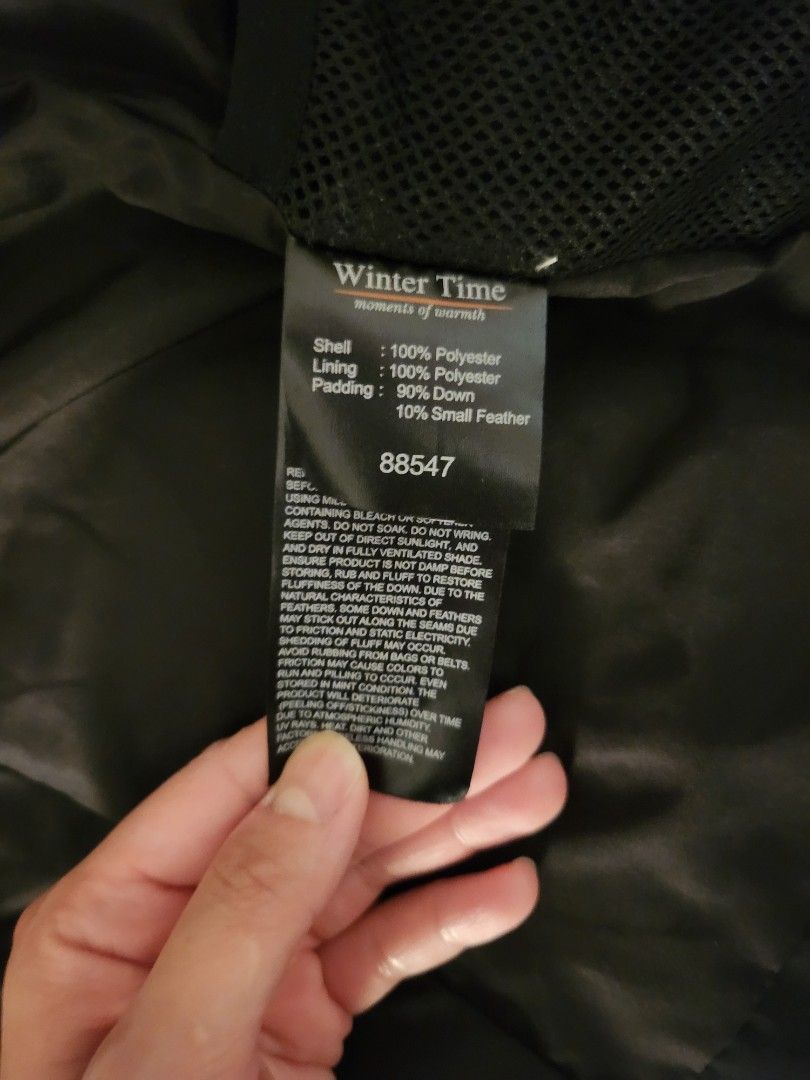 Winter Time
moments of warmth
Shell : 100% Polyester
Lining : 100% Polyester
Padding : 90% Down
10% Small Feather
88547
USING
CONTAINING BLEACH OR
AGENTS. DO NOT SOAK. DO NOT WRING.
KEEP OUT OF DIRECT SUNLIGHT, AND
AND DRY IN FULLY VENTILATED SHADE.
ENSURE PRODUCT IS NOT DAMP BEFORE
STORING, RUB AND FLUFF TO RESTORE
FLUFFINESS OF THE DOWN. DUE TO THE
NATURAL CHARACTERISTICS OF
FEATHERS. SOME DOWN AND FEATHERS
MAY STICK OUT ALONG THE SEAMS DUE
TO FRICTION AND STATIC ELECTRICITY.
SHEDDING OF FLUFF MAY OCCUR.
AVOID RUBBING FROM BAGS OR BELTS.
FRICTION MAY CAUSE COLORS TO
RUN AND PILLING TO CCCUR. EVEN
STORED IN MINT CONDITION. THE
PRODUCT WILL DETERIORATE
(PEELING OFF/STICKINESS) OVER TIME
DUE TO ATMOSPHERIC HUMIDITY,
UV RAYS. HEAT, DIRT AND OTHER
HANDLING MAY